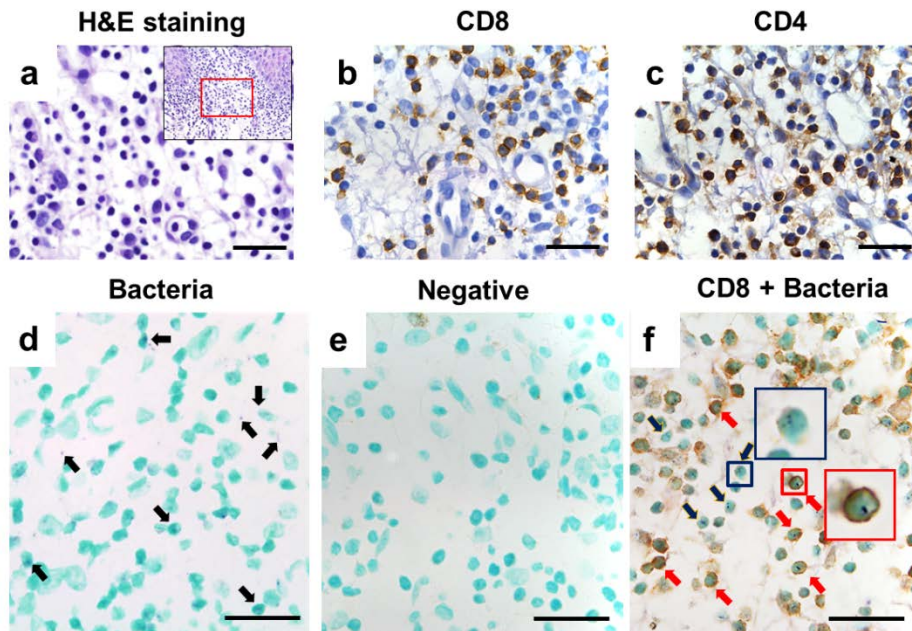 H&E staining
CD8
CD4
a
b
c
Bacteria
Negative
CD8 + Bacteria
d
e
f